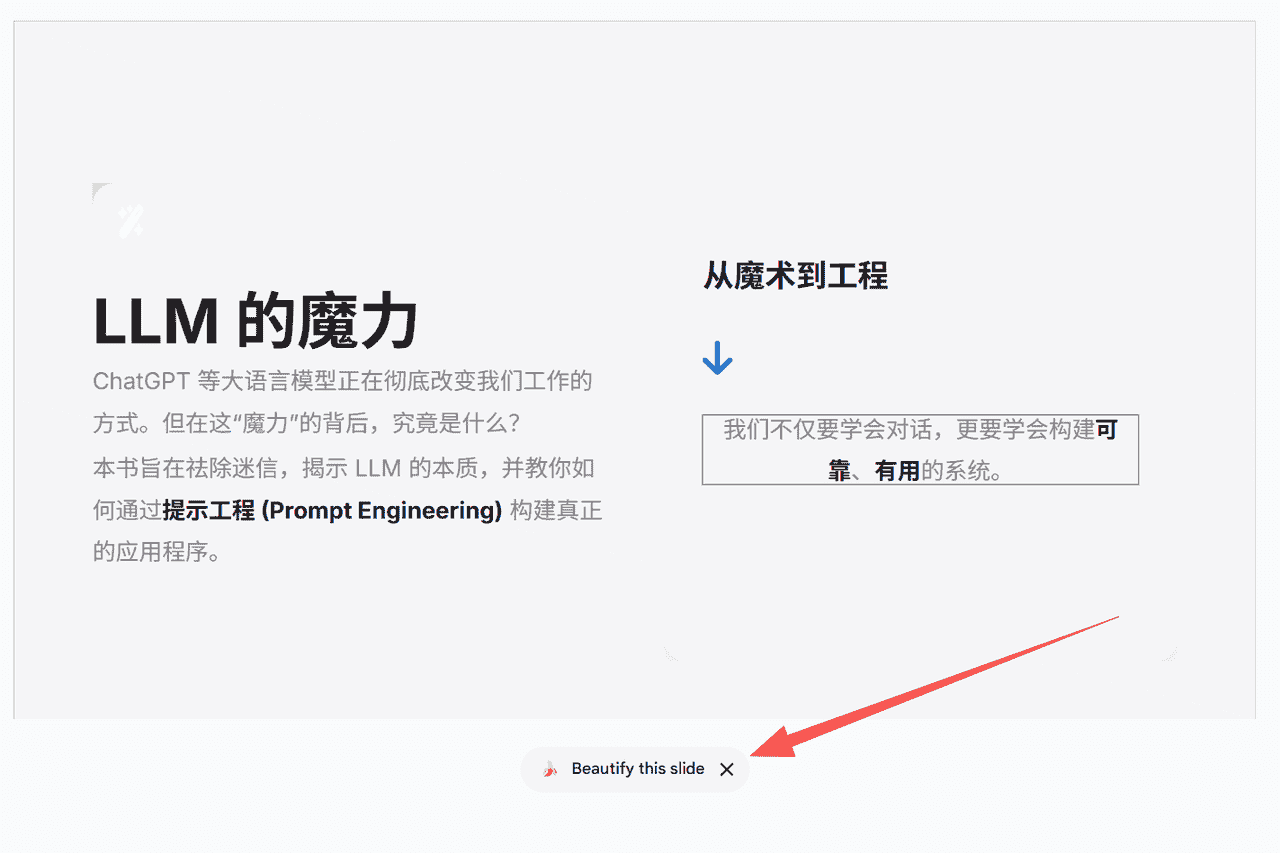 LLM 的魔力
ChatGPT 等大语言模型正在彻底改变我们工作的
方式。但在这“魔力”的背后，究竟是什么？
本书旨在祛除迷信，揭示 LLM 的本质，并教你如
何通过提示工程 (Prompt Engineering) 构建真正
的应用程序。
从魔术到工程
我们不仅要学会对话，更要学会构建可
靠、有用的系统。
Beautify this slide